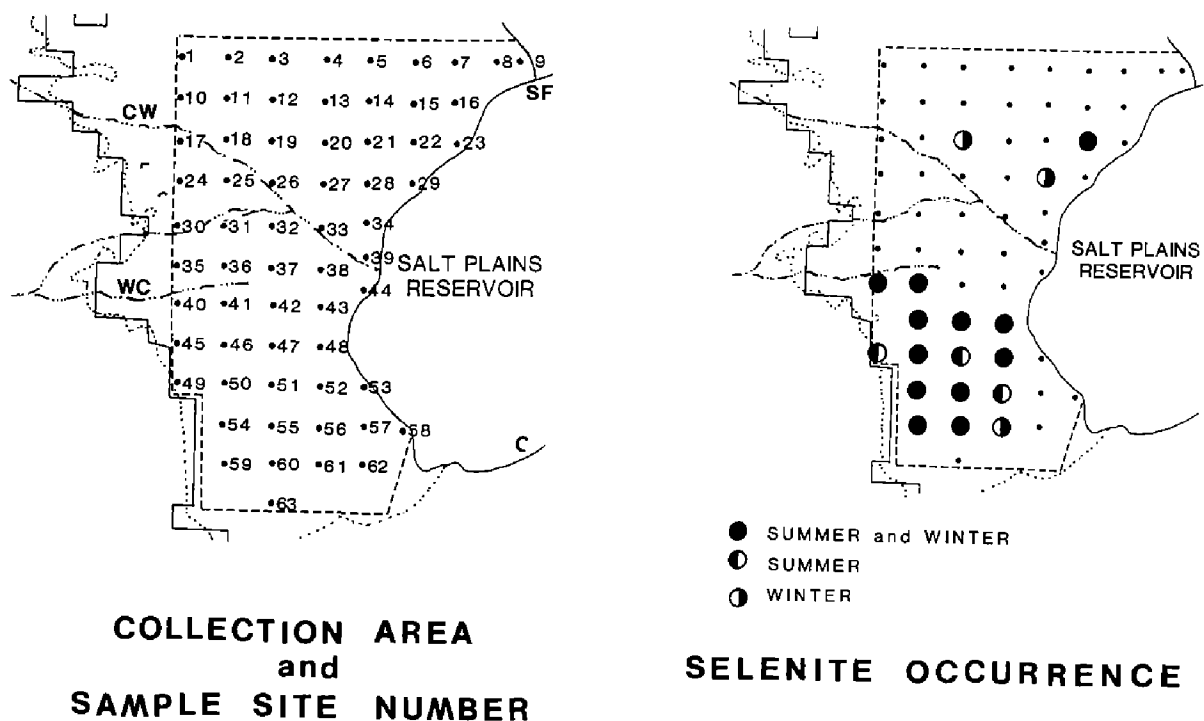 1 2 3 4 5 6 7 8 9
SF
10 11 12 13 14 15 16
CW
17 18 19 20 21 22 23
24 25 26 27 28 29
30 31 32 33 34
35 36 37 38 39
SALT PLAINS
RESERVOIR
WC
40 41 42 43 44
45 46 47 48
49 50 51 52 53
54 55 56 57 58
C
59 60 61 62
63
COLLECTION AREA
and
SAMPLE SITE NUMBER
SALT PLAINS
RESERVOIR
SUMMER and WINTER
SUMMER
WINTER
SELENITE OCCURRENCE